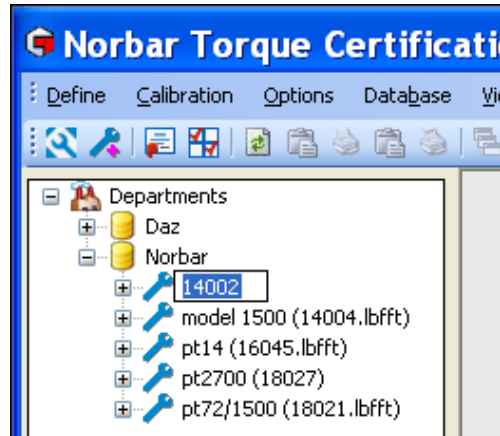 Norbar Torque Certificati
Define Calibration Options Database Vi
Departments
Daz
Norbar
14002
model 1500 (14004.lbfft)
pt14 (16045.lbfft)
pt2700 (18027)
pt72/1500 (18021.lbfft)